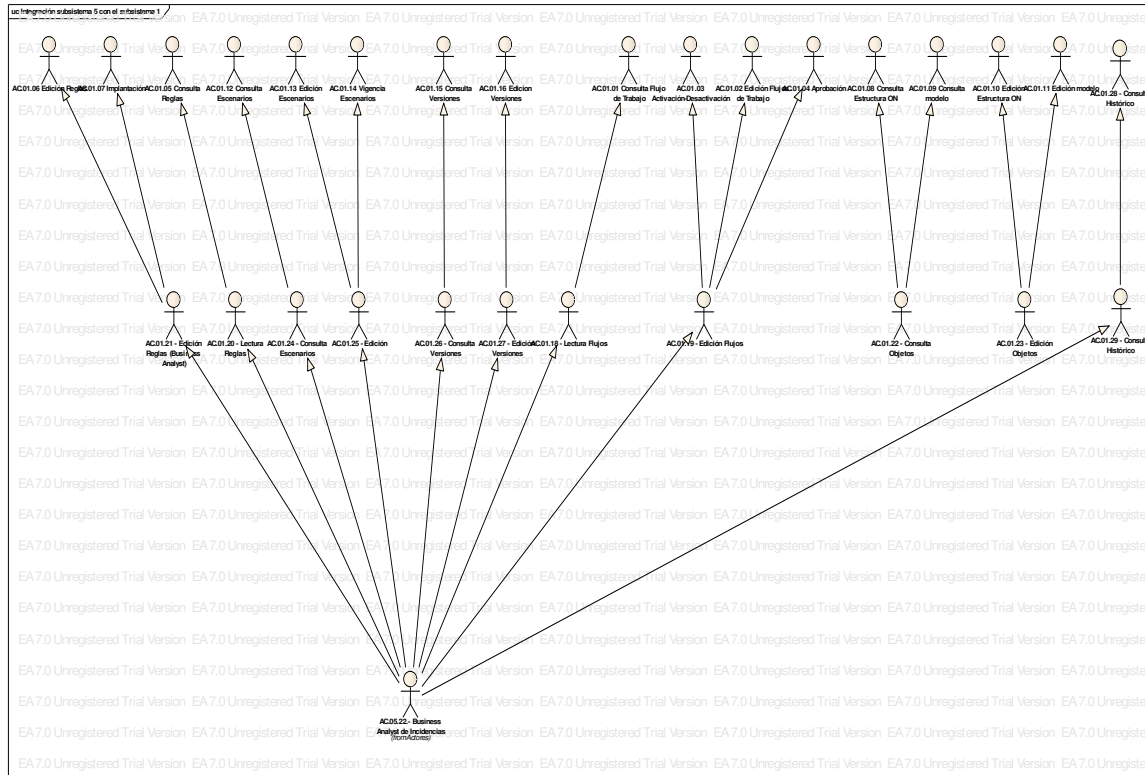 uc Integración subsistema 5 con el subsistema 1
AC.01.06 Edición Reglas
AC.01.07 Implantación
AC.01.05 Consulta
Reglas
AC.01.12 Consulta
Escenarios
AC.01.13 Edición
Escenarios
AC.01.14 Vigencia
Escenarios
AC.01.15 Consulta
Versiones
AC.01.16 Edicion
Versiones
AC.01.01 Consulta Flujo
de Trabajo
AC.01.03
Activación-Desactivación
AC.01.02 Edición Flujo
de Trabajo
AC.01.04 Aprobación
AC.01.08 Consulta
Estructura ON
AC.01.09 Consulta
modelo
AC.01.10 Edición
Estructura ON
AC.01.11 Edición modelo
AC.01.28 - Consulta
Histórico
AC.01.21 - Edición
Reglas (Business
Analyst)
AC.01.20 - Lectura
Reglas
AC.01.24 - Consulta
Escenarios
AC.01.25 - Edición
AC.01.26 - Consulta
Versiones
AC.01.27 - Edición
Versiones
AC.01.18 - Lectura Flujos
AC.01.19 - Edición Flujos
AC.01.22 - Consulta
Objetos
AC.01.23 - Edición
Objetos
AC.01.29 - Consulta
Histórico
AC.05.22.- Business
Analyst de Incidencias
(from Actores)
EA 7.0 Unregistered Trial Version